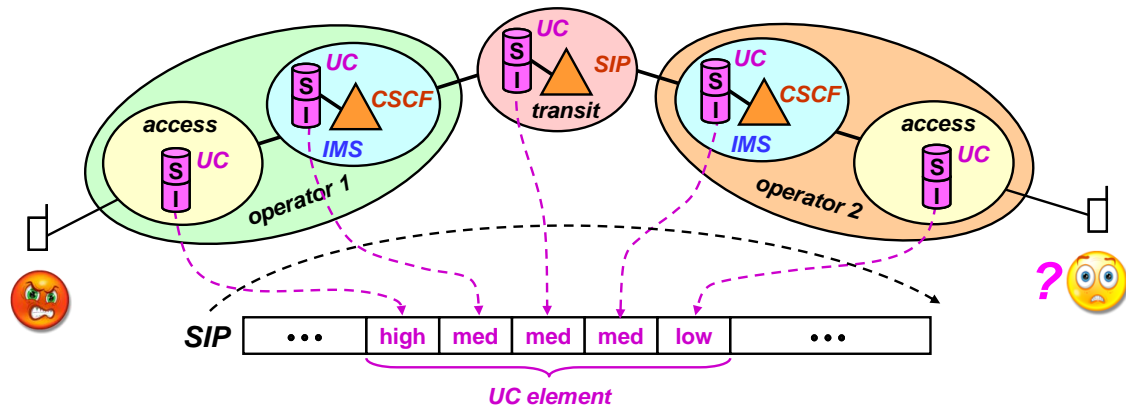 UC
S
I
SIP
transit
UC
S
I
CSCF
IMS
access
UC
S
I
operator 1
UC
S
I
CSCF
IMS
access
UC
S
I
operator 2
?
SIP ••• high med med med low •••
UC element